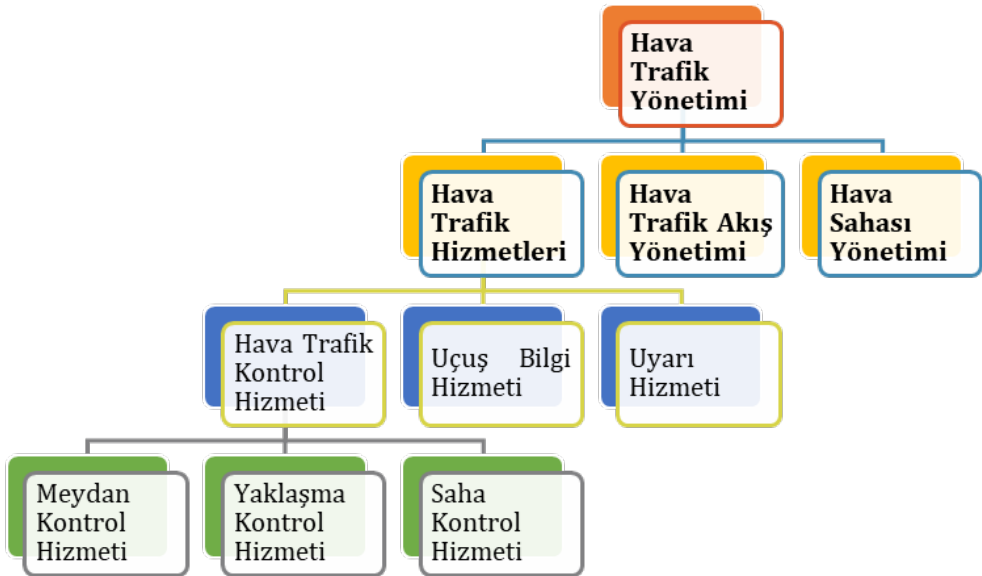 Hava
Trafik
Yönetimi
Hava
Trafik
Hizmetleri
Hava
Trafik Akış
Yönetimi
Hava
Sahası
Yönetimi
Hava Trafik
Kontrol
Hizmeti
Uçuş Bilgi
Hizmeti
Uyarı
Hizmeti
Meydan
Kontrol
Hizmeti
Yaklaşma
Kontrol
Hizmeti
Saha
Kontrol
Hizmeti